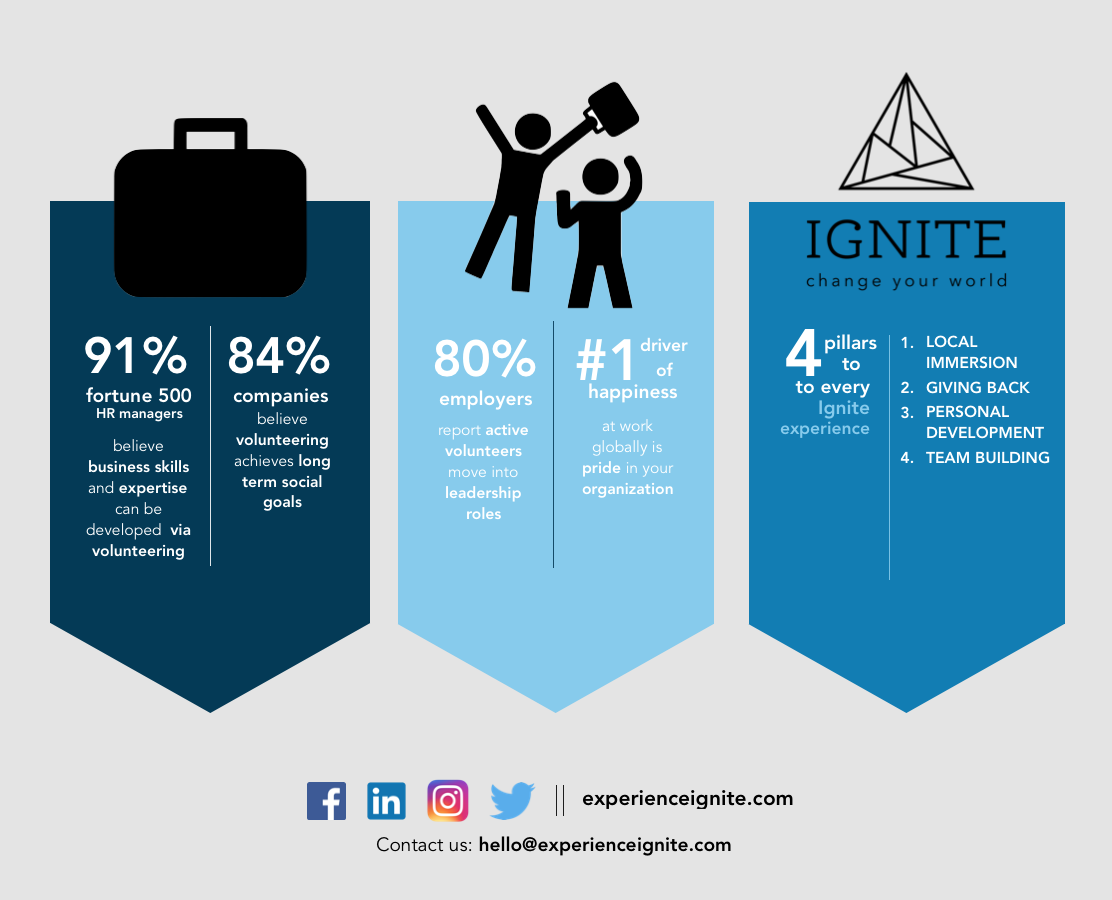 91%
fortune 500
HR managers
believe
business skills
and expertise
can be
developed via
volunteering
84%
companies
believe
volunteering
achieves long
term social
goals
80%
employers
report active
volunteers
move into
leadership
roles
#1 driver
of
happiness
at work
globally is
pride in your
organization
IGNITE
change your world
4 pillars
to
to every
Ignite
experience
1. LOCAL
IMMERSION
2. GIVING BACK
3. PERSONAL
DEVELOPMENT
4. TEAM BUILDING
f in || experienceignite.com
Contact us: hello@experienceignite.com